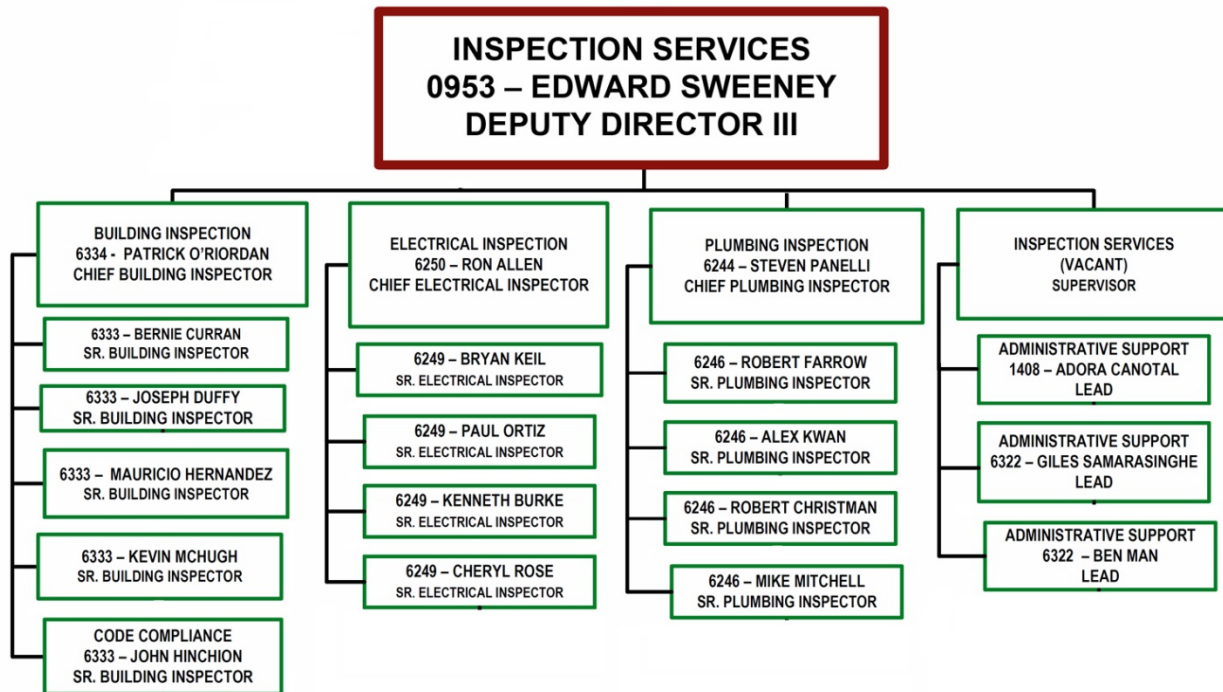 INSPECTION SERVICES
0953 – EDWARD SWEENEY
DEPUTY DIRECTOR III
BUILDING INSPECTION
6334 - PATRICK O'RIORDAN
CHIEF BUILDING INSPECTOR
6333 – BERNIE CURRAN
SR. BUILDING INSPECTOR
6333 – JOSEPH DUFFY
SR. BUILDING INSPECTOR
6333 – MAURICIO HERNANDEZ
SR. BUILDING INSPECTOR
6333 – KEVIN MCHUGH
SR. BUILDING INSPECTOR
CODE COMPLIANCE
6333 – JOHN HINCHION
SR. BUILDING INSPECTOR
ELECTRICAL INSPECTION
6250 – RON ALLEN
CHIEF ELECTRICAL INSPECTOR
6249 – BRYAN KEIL
SR. ELECTRICAL INSPECTOR
6249 – PAUL ORTIZ
SR. ELECTRICAL INSPECTOR
6249 – KENNETH BURKE
SR. ELECTRICAL INSPECTOR
6249 – CHERYL ROSE
SR. ELECTRICAL INSPECTOR
PLUMBING INSPECTION
6244 – STEVEN PANELLI
CHIEF PLUMBING INSPECTOR
6246 – ROBERT FARROW
SR. PLUMBING INSPECTOR
6246 – ALEX KWAN
SR. PLUMBING INSPECTOR
6246 – ROBERT CHRISTMAN
SR. PLUMBING INSPECTOR
6246 – MIKE MITCHELL
SR. PLUMBING INSPECTOR
INSPECTION SERVICES
(VACANT)
SUPERVISOR
ADMINISTRATIVE SUPPORT
1408 – ADORA CANOTAL
LEAD
ADMINISTRATIVE SUPPORT
6322 – GILES SAMARASINGHE
LEAD
ADMINISTRATIVE SUPPORT
6322 – BEN MAN
LEAD